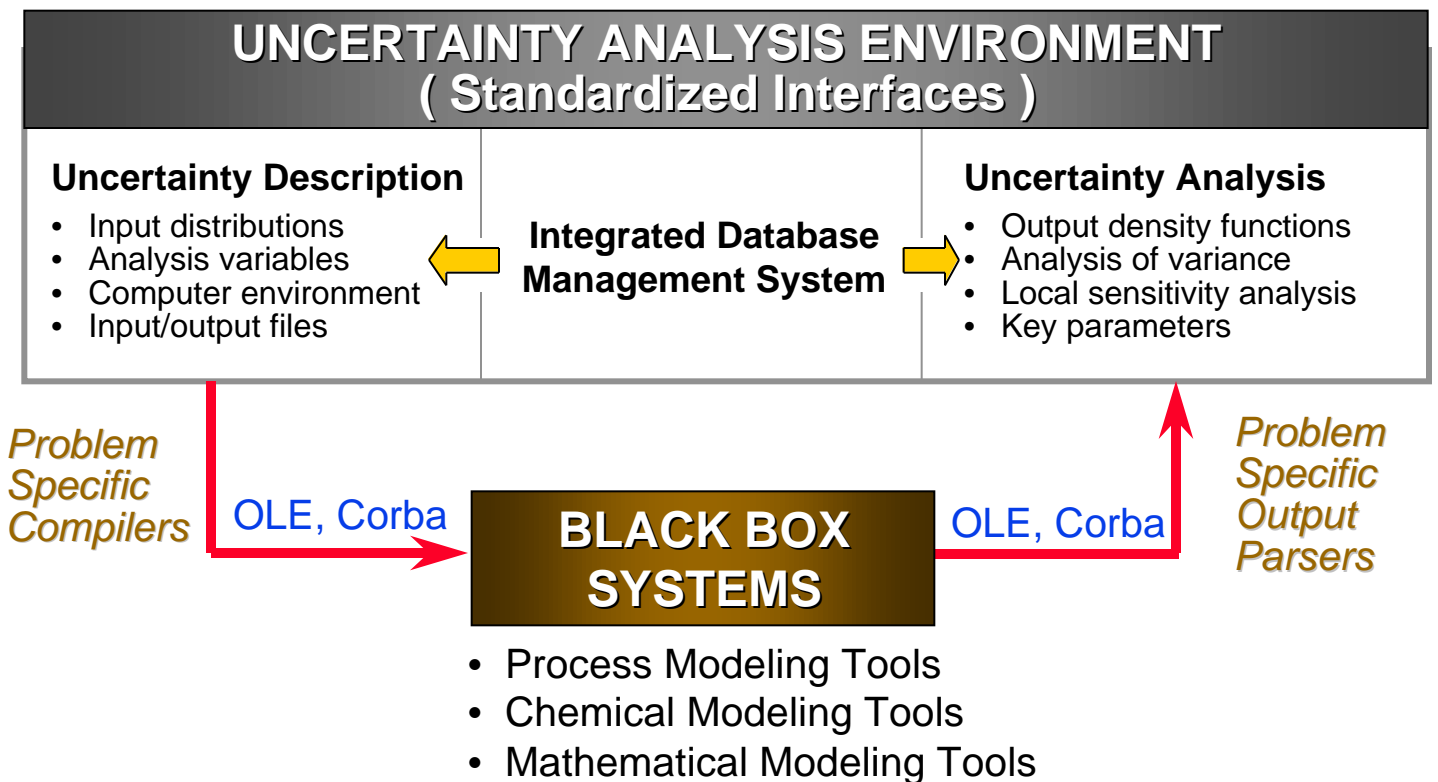 UNCERTAINTY ANALYSIS ENVIRONMENT
( Standardized Interfaces )
Uncertainty Description
• Input distributions
• Analysis variables
• Computer environment
• Input/output files
Integrated Database
Management System
Uncertainty Analysis
• Output density functions
• Analysis of variance
• Local sensitivity analysis
• Key parameters
Problem
Specific
Compilers
OLE, Corba
BLACK BOX
SYSTEMS
OLE, Corba
Problem
Specific
Output
Parsers
• Process Modeling Tools
• Chemical Modeling Tools
• Mathematical Modeling Tools